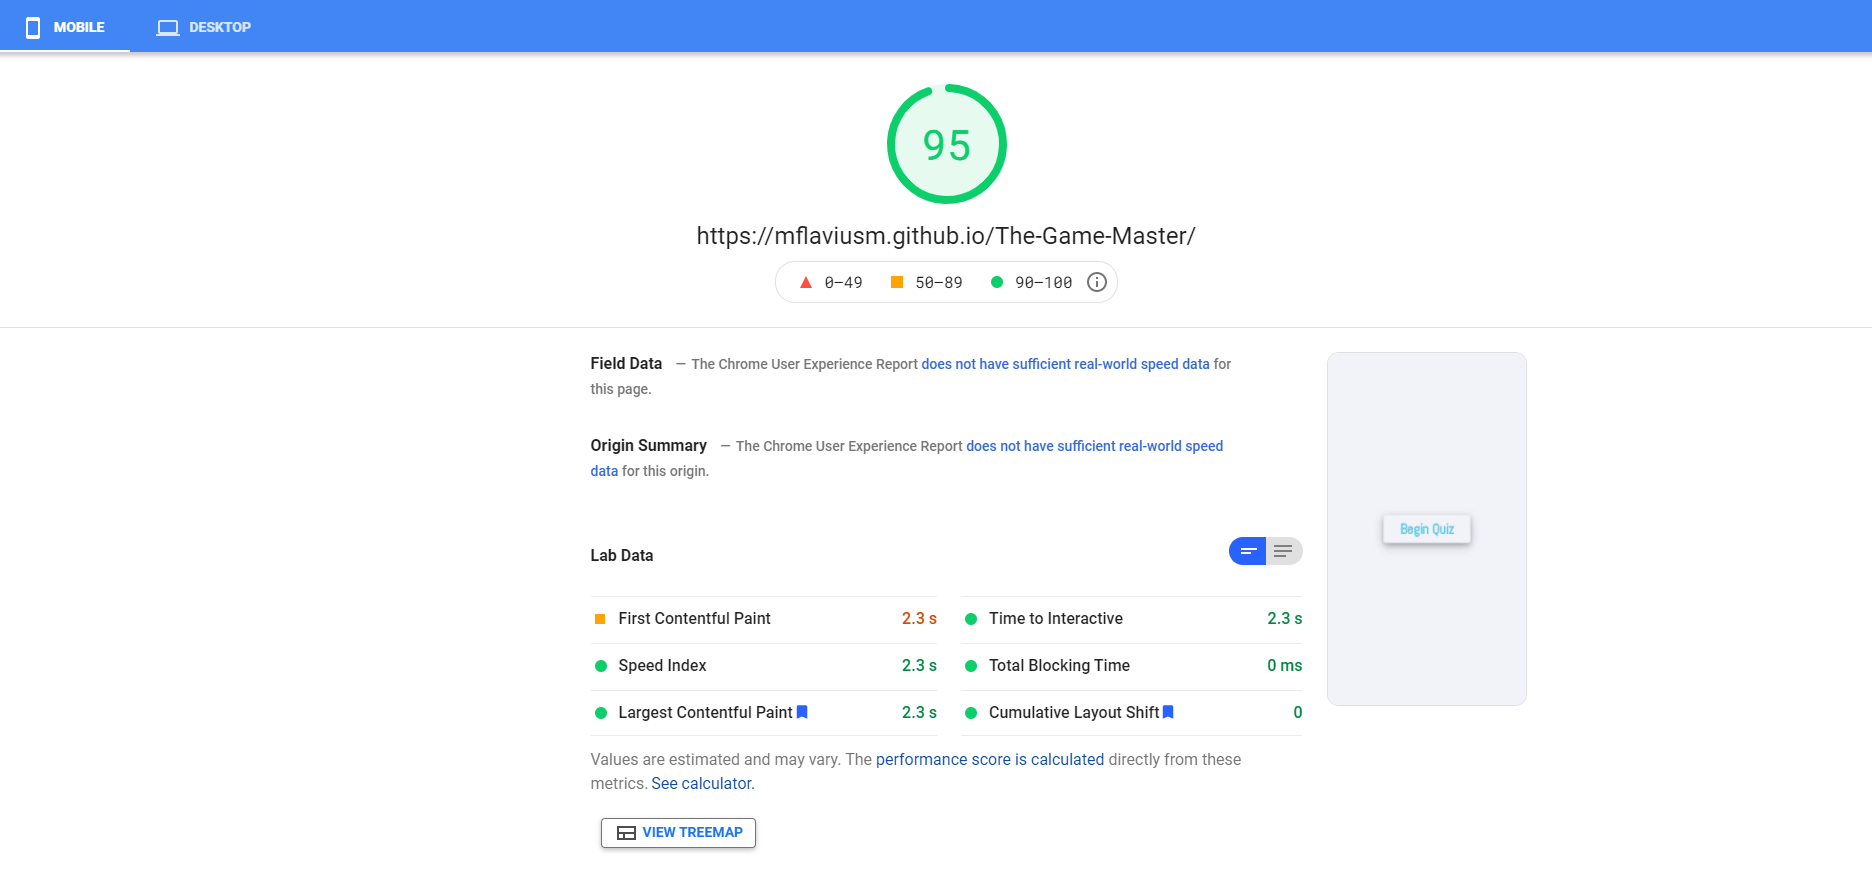 MOBILE
DESKTOP
95
https://mflaviusm.github.io/The-Game-Master/
0–49 50–89 90–100
Field Data — The Chrome User Experience Report does not have sufficient real-world speed data for
this page.
Origin Summary — The Chrome User Experience Report does not have sufficient real-world speed
data for this origin.
Begin Quiz
Lab Data
First Contentful Paint 2.3 s
Time to Interactive 2.3 s
Speed Index 2.3 s
Total Blocking Time 0 ms
Largest Contentful Paint 2.3 s
Cumulative Layout Shift 0
Values are estimated and may vary. The performance score is calculated directly from these
metrics. See calculator.
VIEW TREEMAP